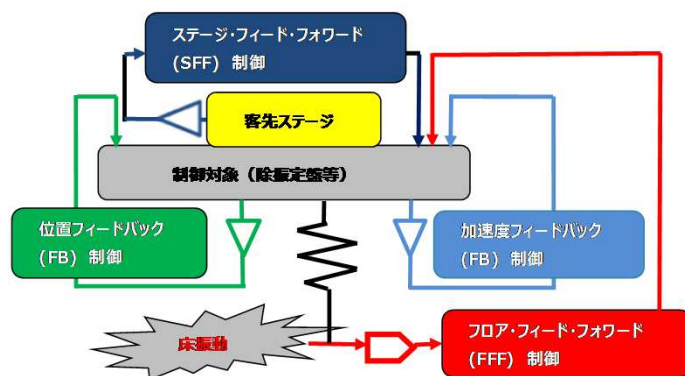 ステージ・フィード・フォワード
(SFF) 制御
客先ステージ
制御対象（除振定盤等）
位置フィードバック
(FB) 制御
加速度フィードバック
(FB) 制御
床振動
フロア・フィード・フォワード
(FFF) 制御